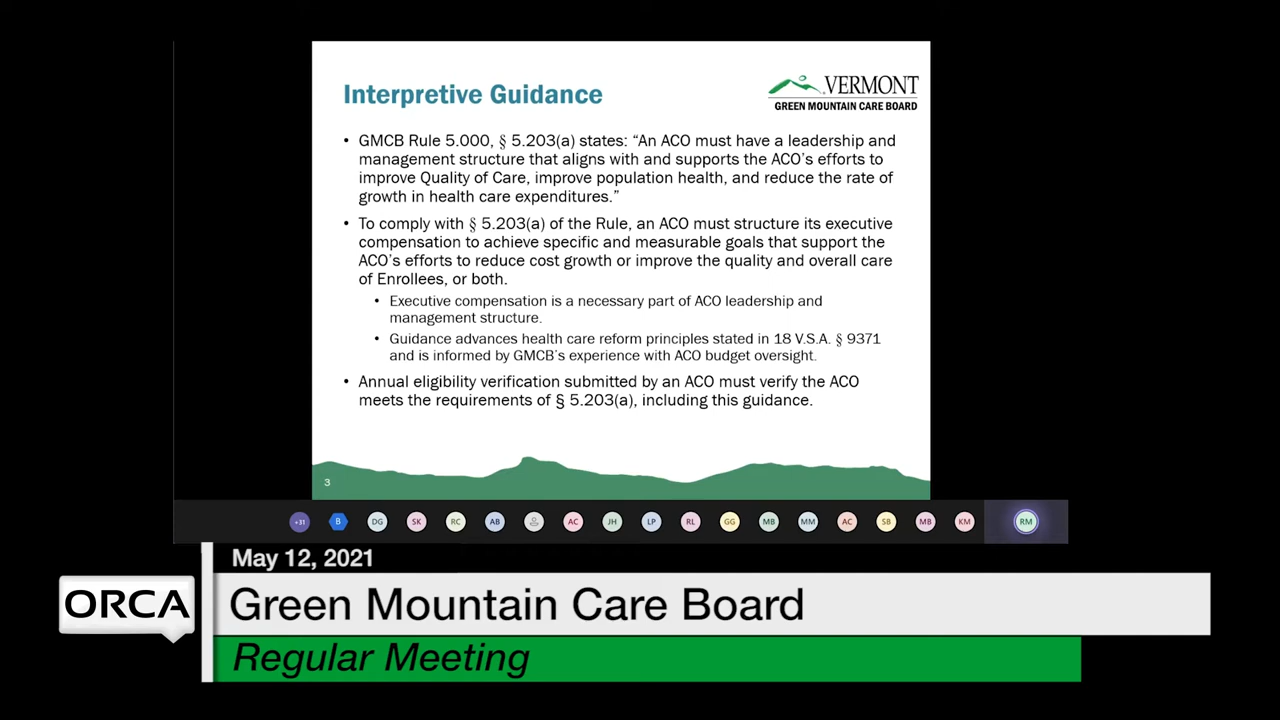 Interpretive Guidance
VERMONT
GREEN MOUNTAIN CARE BOARD
• GMCB Rule 5.000, § 5.203(a) states: “An ACO must have a leadership and
management structure that aligns with and supports the ACO’s efforts to
improve Quality of Care, improve population health, and reduce the rate of
growth in health care expenditures.”
• To comply with § 5.203(a) of the Rule, an ACO must structure its executive
compensation to achieve specific and measurable goals that support the
ACO’s efforts to reduce cost growth or improve the quality and overall care
of Enrollees, or both.
• Executive compensation is a necessary part of ACO leadership and
management structure.
• Guidance advances health care reform principles stated in 18 V.S.A. § 9371
and is informed by GMCB’s experience with ACO budget oversight.
• Annual eligibility verification submitted by an ACO must verify the ACO
meets the requirements of § 5.203(a), including this guidance.
3
+31 B DG SK RC AB AC JH LP RL GG MB MM AC SB MB KM RM
May 12, 2021
ORCA
Green Mountain Care Board
Regular Meeting